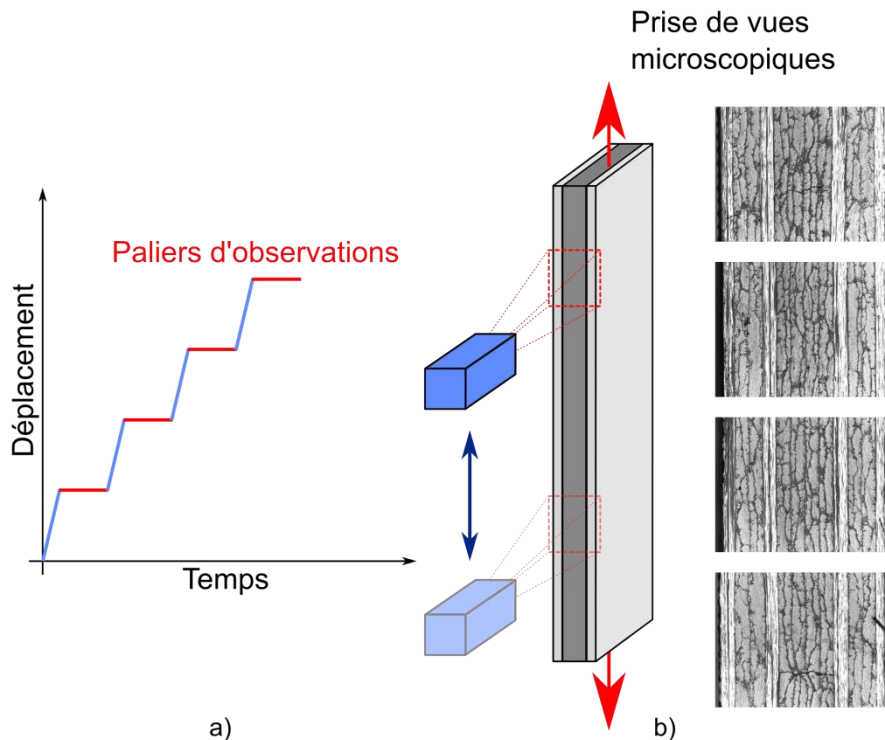 Prise de vues
microscopiques
Paliers d'observations
Déplacement
Temps
a)
b)